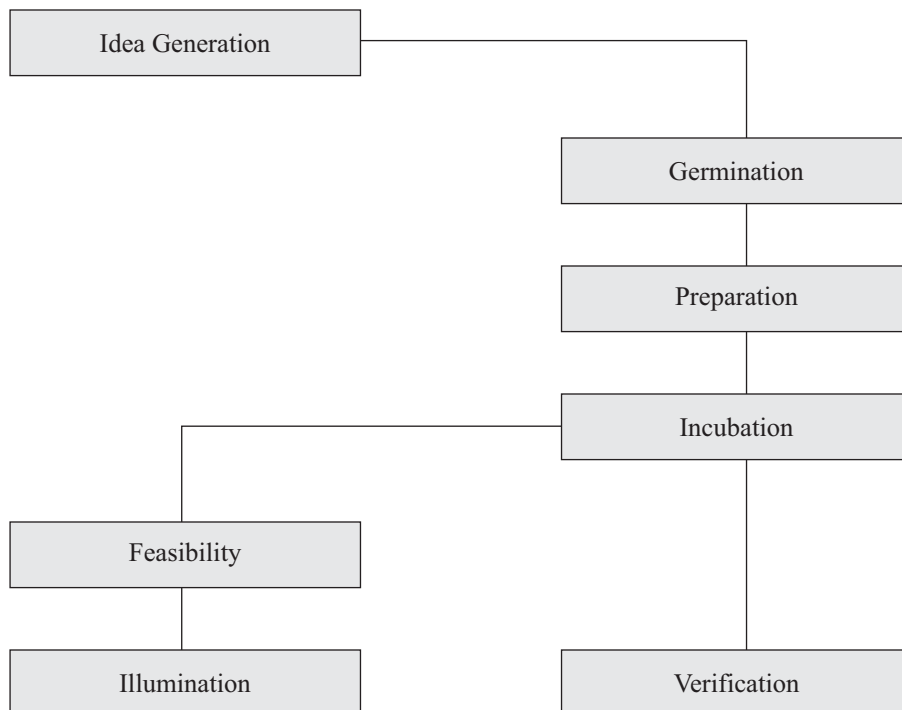 Idea Generation
Germination
Preparation
Incubation
Feasibility
Illumination
Verification